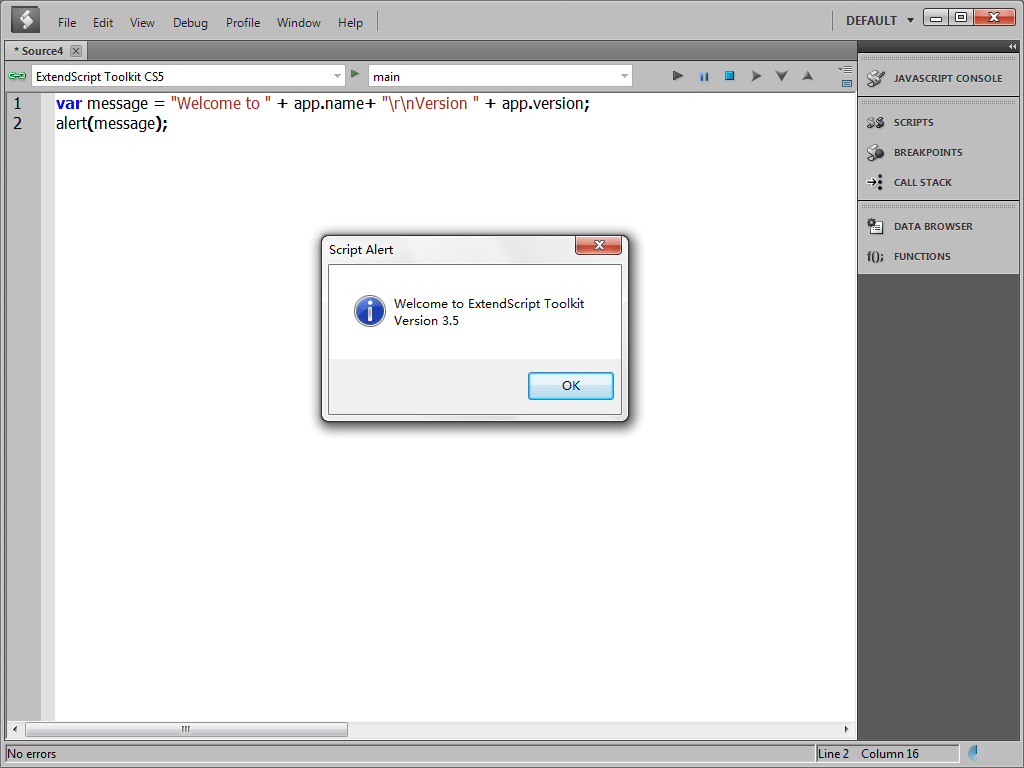 File Edit View Debug Profile Window Help DEFAULT
* Source4
ExtendScript Toolkit CS5 main
JAVASCRIPT CONSOLE
1 var message = "Welcome to " + app.name+ "\r\nVersion " + app.version;
2 alert(message);
SCRIPTS
BREAKPOINTS
CALL STACK
DATA BROWSER
f(); FUNCTIONS
Script Alert
Welcome to ExtendScript Toolkit
Version 3.5
OK
No errors Line 2 Column 16